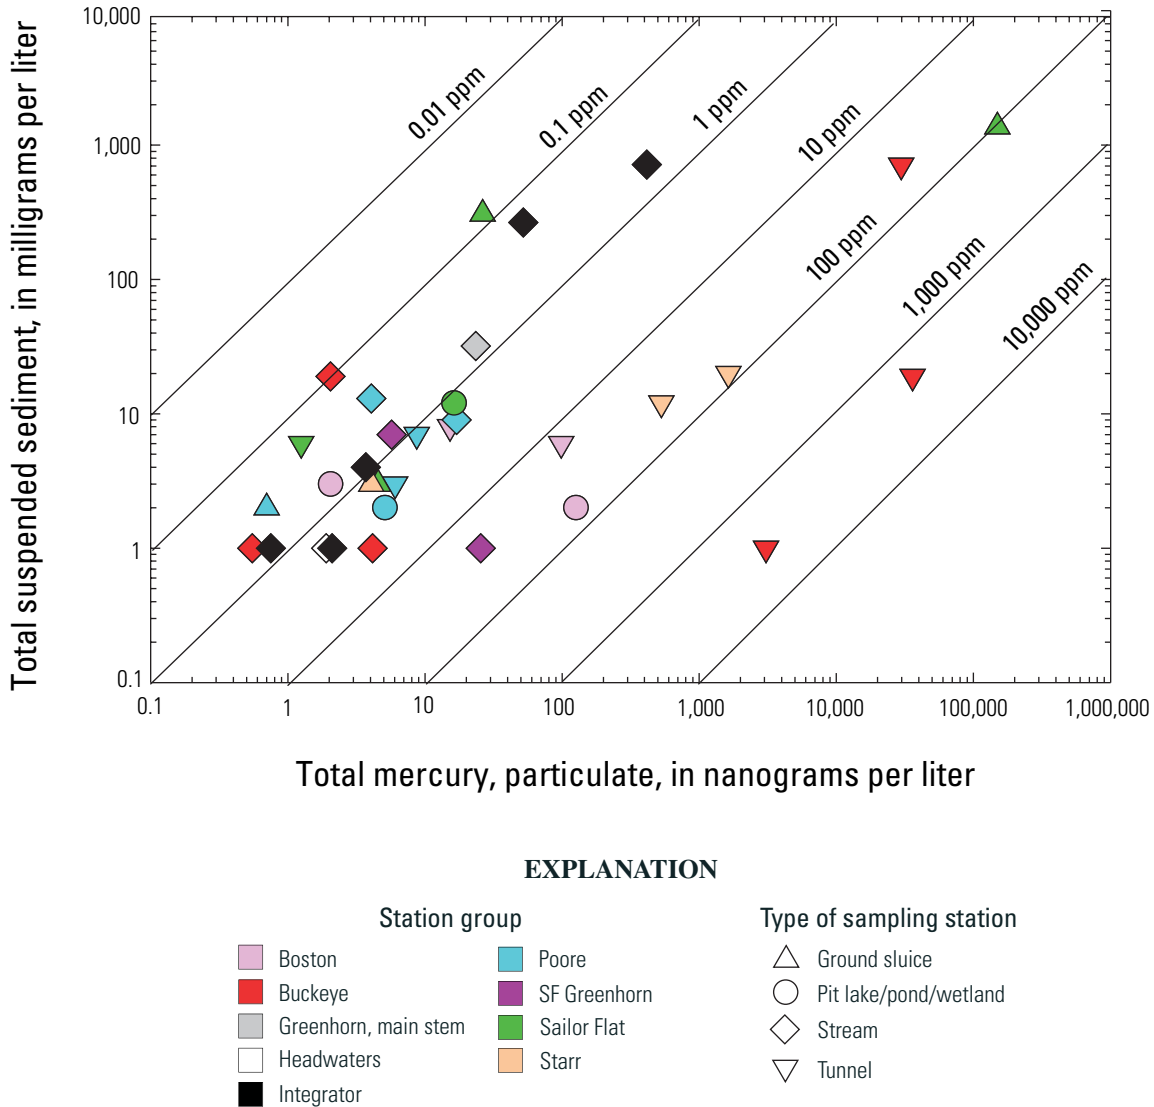 Total suspended sediment, in milligrams per liter
10,000
1,000
100
10
1
0.1
0.01 ppm
0.1 ppm
1 ppm
10 ppm
100 ppm
1,000 ppm
10,000 ppm
0.1
1
10
100
1,000
10,000
100,000
1,000,000
Total mercury, particulate, in nanograms per liter
EXPLANATION
Station group
Boston
Buckeye
Greenhorn, main stem
Headwaters
Integrator
Poore
SF Greenhorn
Sailor Flat
Starr
Type of sampling station
Ground sluice
Pit lake/pond/wetland
Stream
Tunnel